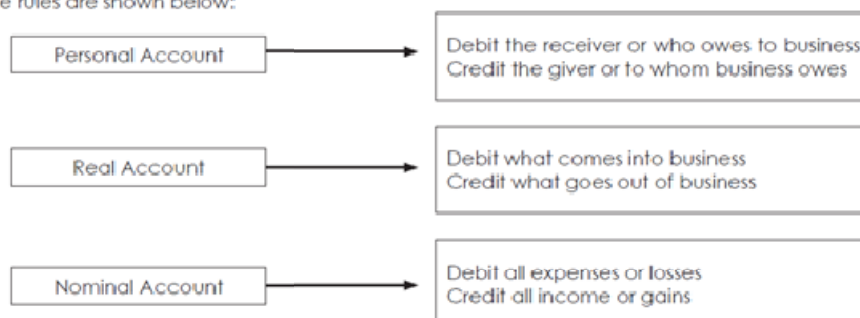 e rules are shown below:
Personal Account
Debit the receiver or who owes to business
Credit the giver or to whom business owes
Real Account
Debit what comes into business
Credit what goes out of business
Nominal Account
Debit all expenses or losses
Credit all income or gains